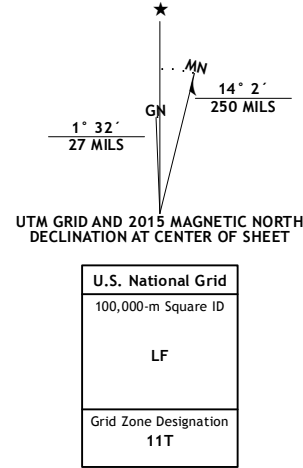 ★
MN
GN
14° 2´
250 MILS
1° 32´
27 MILS
UTM GRID AND 2015 MAGNETIC NORTH
DECLINATION AT CENTER OF SHEET
U.S. National Grid
100,000-m Square ID
LF
Grid Zone Designation
11T